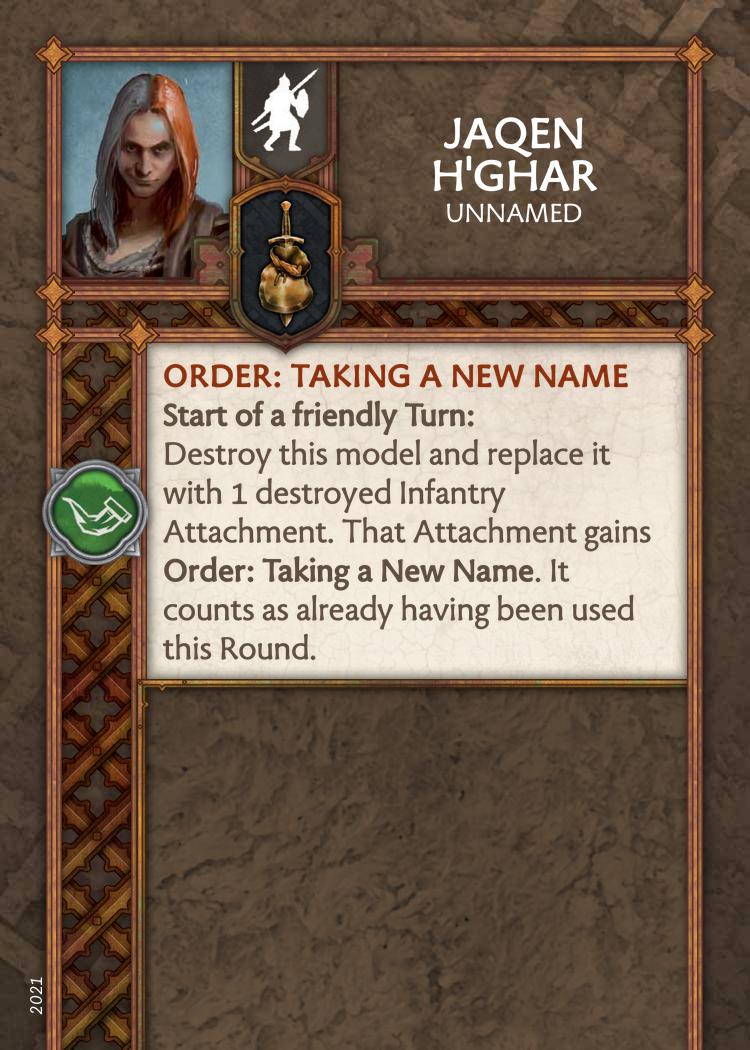 JAQEN
H'GHAR
UNNAMED
ORDER: TAKING A NEW NAME
Start of a friendly Turn:
Destroy this model and replace it
with 1 destroyed Infantry
Attachment. That Attachment gains
Order: Taking a New Name. It
counts as already having been used
this Round.
2021